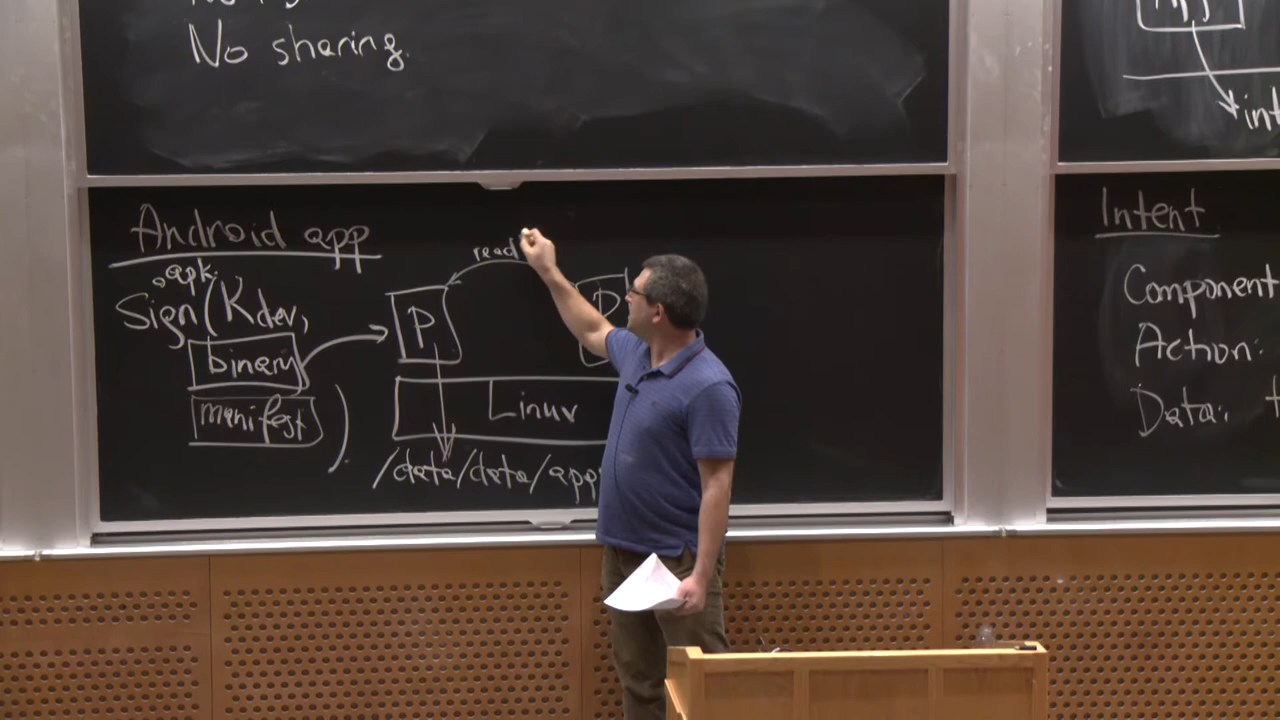 No sharing.
Android app
.apk
Sign(Kdev,
binary
manifest
)
read
P
P
Linux
/data/data/app
Intent
Component
Action:
Data: